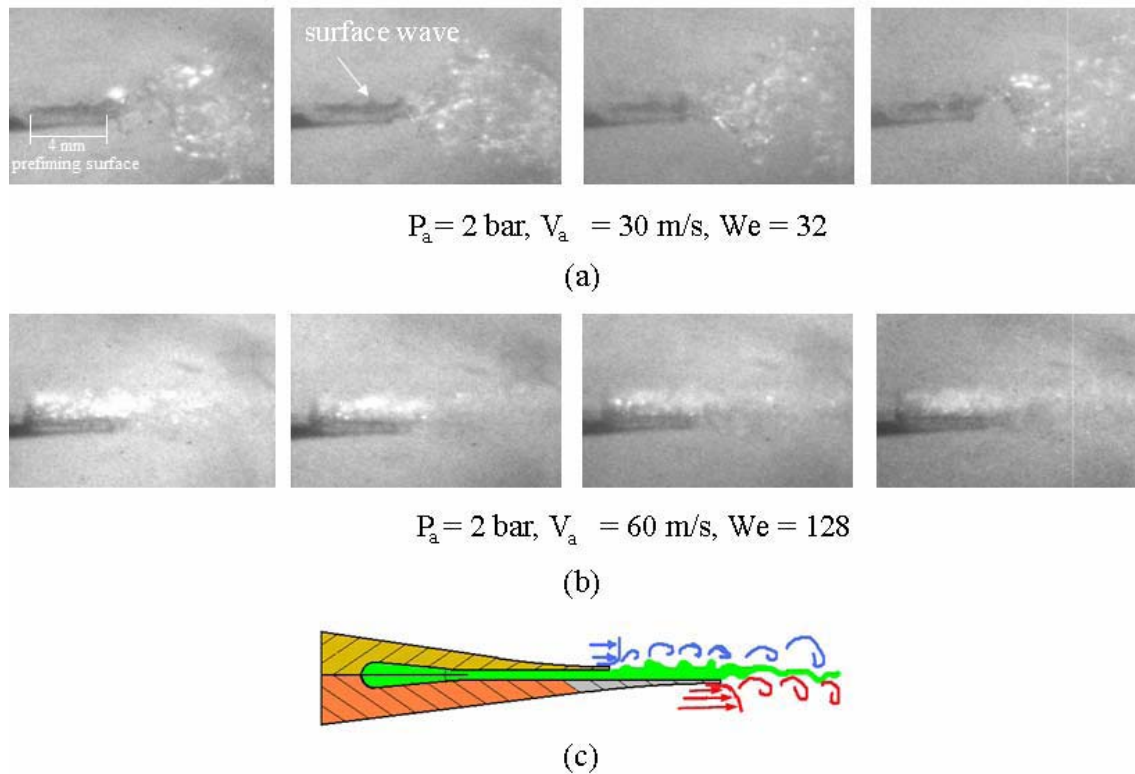 surface wave
4 mm
prefiming surface
Pa = 2 bar, Va = 30 m/s, We = 32
(a)
Pa = 2 bar, Va = 60 m/s, We = 128
(b)
(c)